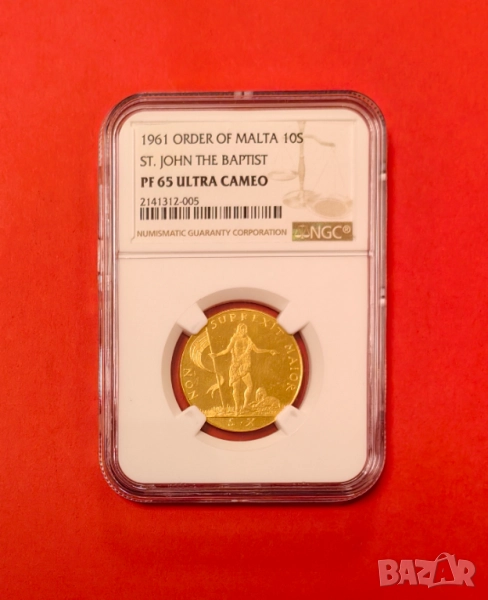 1961 ORDER OF MALTA 10S
ST. JOHN THE BAPTIST
PF 65 ULTRA CAMEO
2141312-005
NUMISMATIC GUARANTY CORPORATION
NGC®
NON SURREXIT MAIOR
S · X
BAZAR